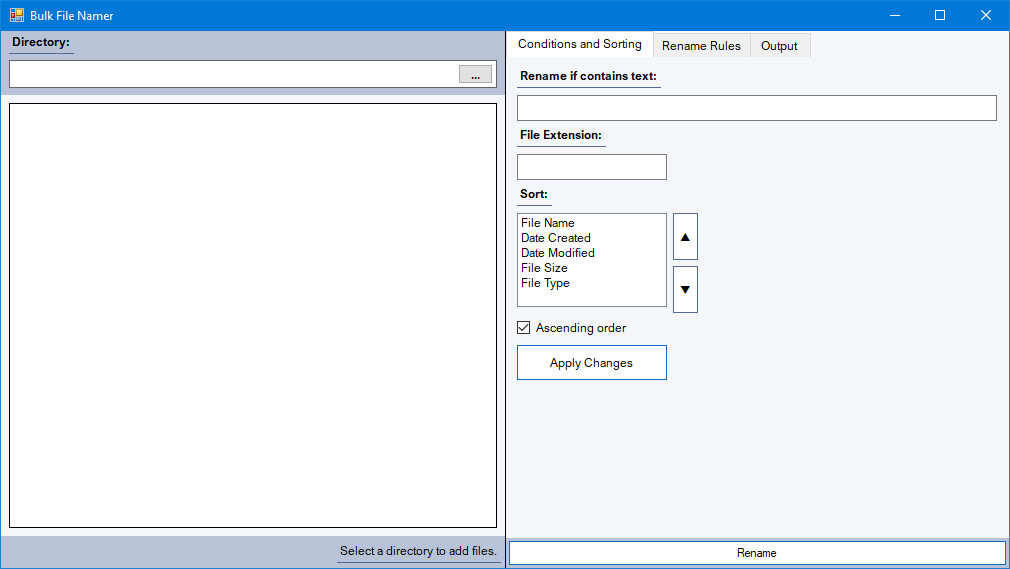 Bulk File Namer
Directory:
...
Select a directory to add files.
Conditions and Sorting
Rename Rules
Output
Rename if contains text:
File Extension:
Sort:
File Name
Date Created
Date Modified
File Size
File Type
▲
▼
Ascending order
Apply Changes
Rename